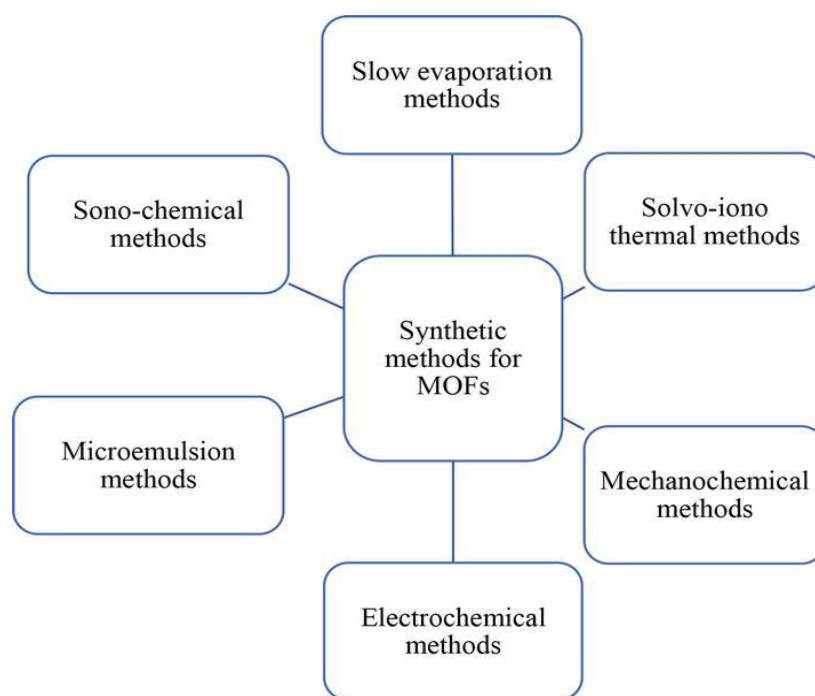 Slow evaporation
methods
Sono-chemical
methods
Solvo-iono
thermal methods
Synthetic
methods for
MOFs
Microemulsion
methods
Mechanochemical
methods
Electrochemical
methods